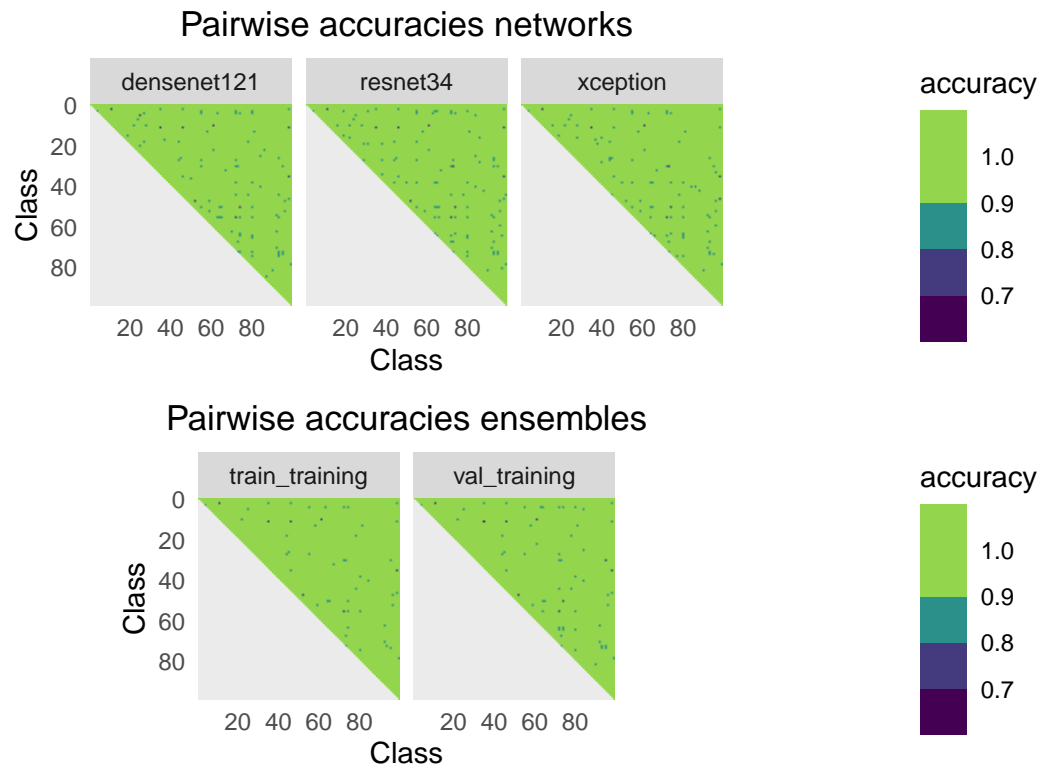 Pairwise accuracies networks
densenet121 resnet34 xception
Class
0
20
40
60
80
20 40 60 80 20 40 60 80 20 40 60 80
Class
accuracy
1.0
0.9
0.8
0.7
Pairwise accuracies ensembles
train_training val_training
Class
0
20
40
60
80
20 40 60 80 20 40 60 80
Class
accuracy
1.0
0.9
0.8
0.7